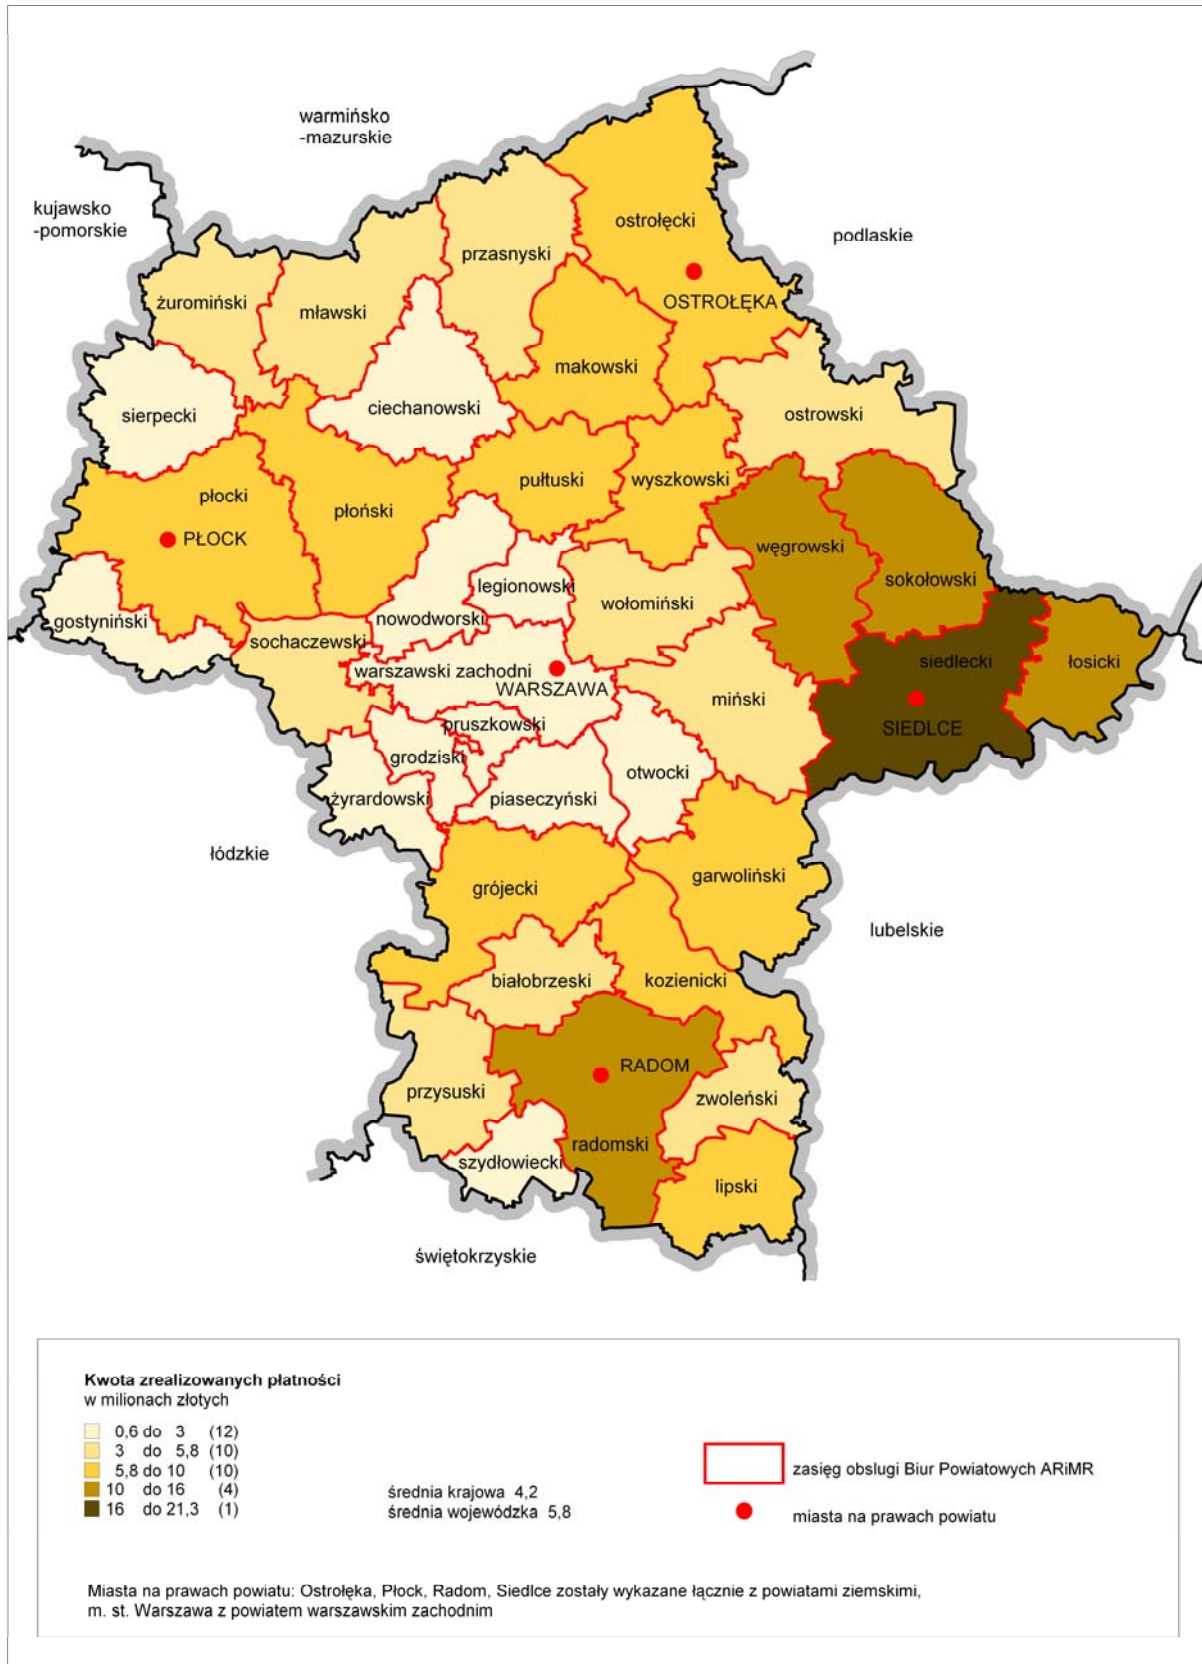 warmińsko
-mazurskie
kujawsko
-pomorskie
podlaskie
ostrołęcki
przasnyski
OSTROŁĘKA
żuromiński
mławski
makowski
ciechanowski
sierpecki
ostrowski
pułtuski
wyszkowski
płocki
płoński
PŁOCK
węgrowski
sokołowski
legionowski
wołomiński
nowodworski
gostyniński
sochaczewski
siedlecki
łosicki
warszawski zachodni
WARSZAWA
miński
SIEDLCE
pruszkowski
grodziski
otwocki
żyrardowski
piaseczyński
łódzkie
grójecki
garwoliński
lubelskie
białobrzeski
kozienicki
RADOM
przysuski
zwoleński
radomski
szydłowiecki
lipski
świętokrzyskie
Kwota zrealizowanych płatności
w milionach złotych
0,6 do 3 (12)
3 do 5,8 (10)
5,8 do 10 (10)
10 do 16 (4)
16 do 21,3 (1)
średnia krajowa 4,2
średnia wojewódzka 5,8
zasięg obsługi Biur Powiatowych ARiMR
miasta na prawach powiatu
Miasta na prawach powiatu: Ostrołęka, Płock, Radom, Siedlce zostały wykazane łącznie z powiatami ziemskimi,
m. st. Warszawa z powiatem warszawskim zachodnim